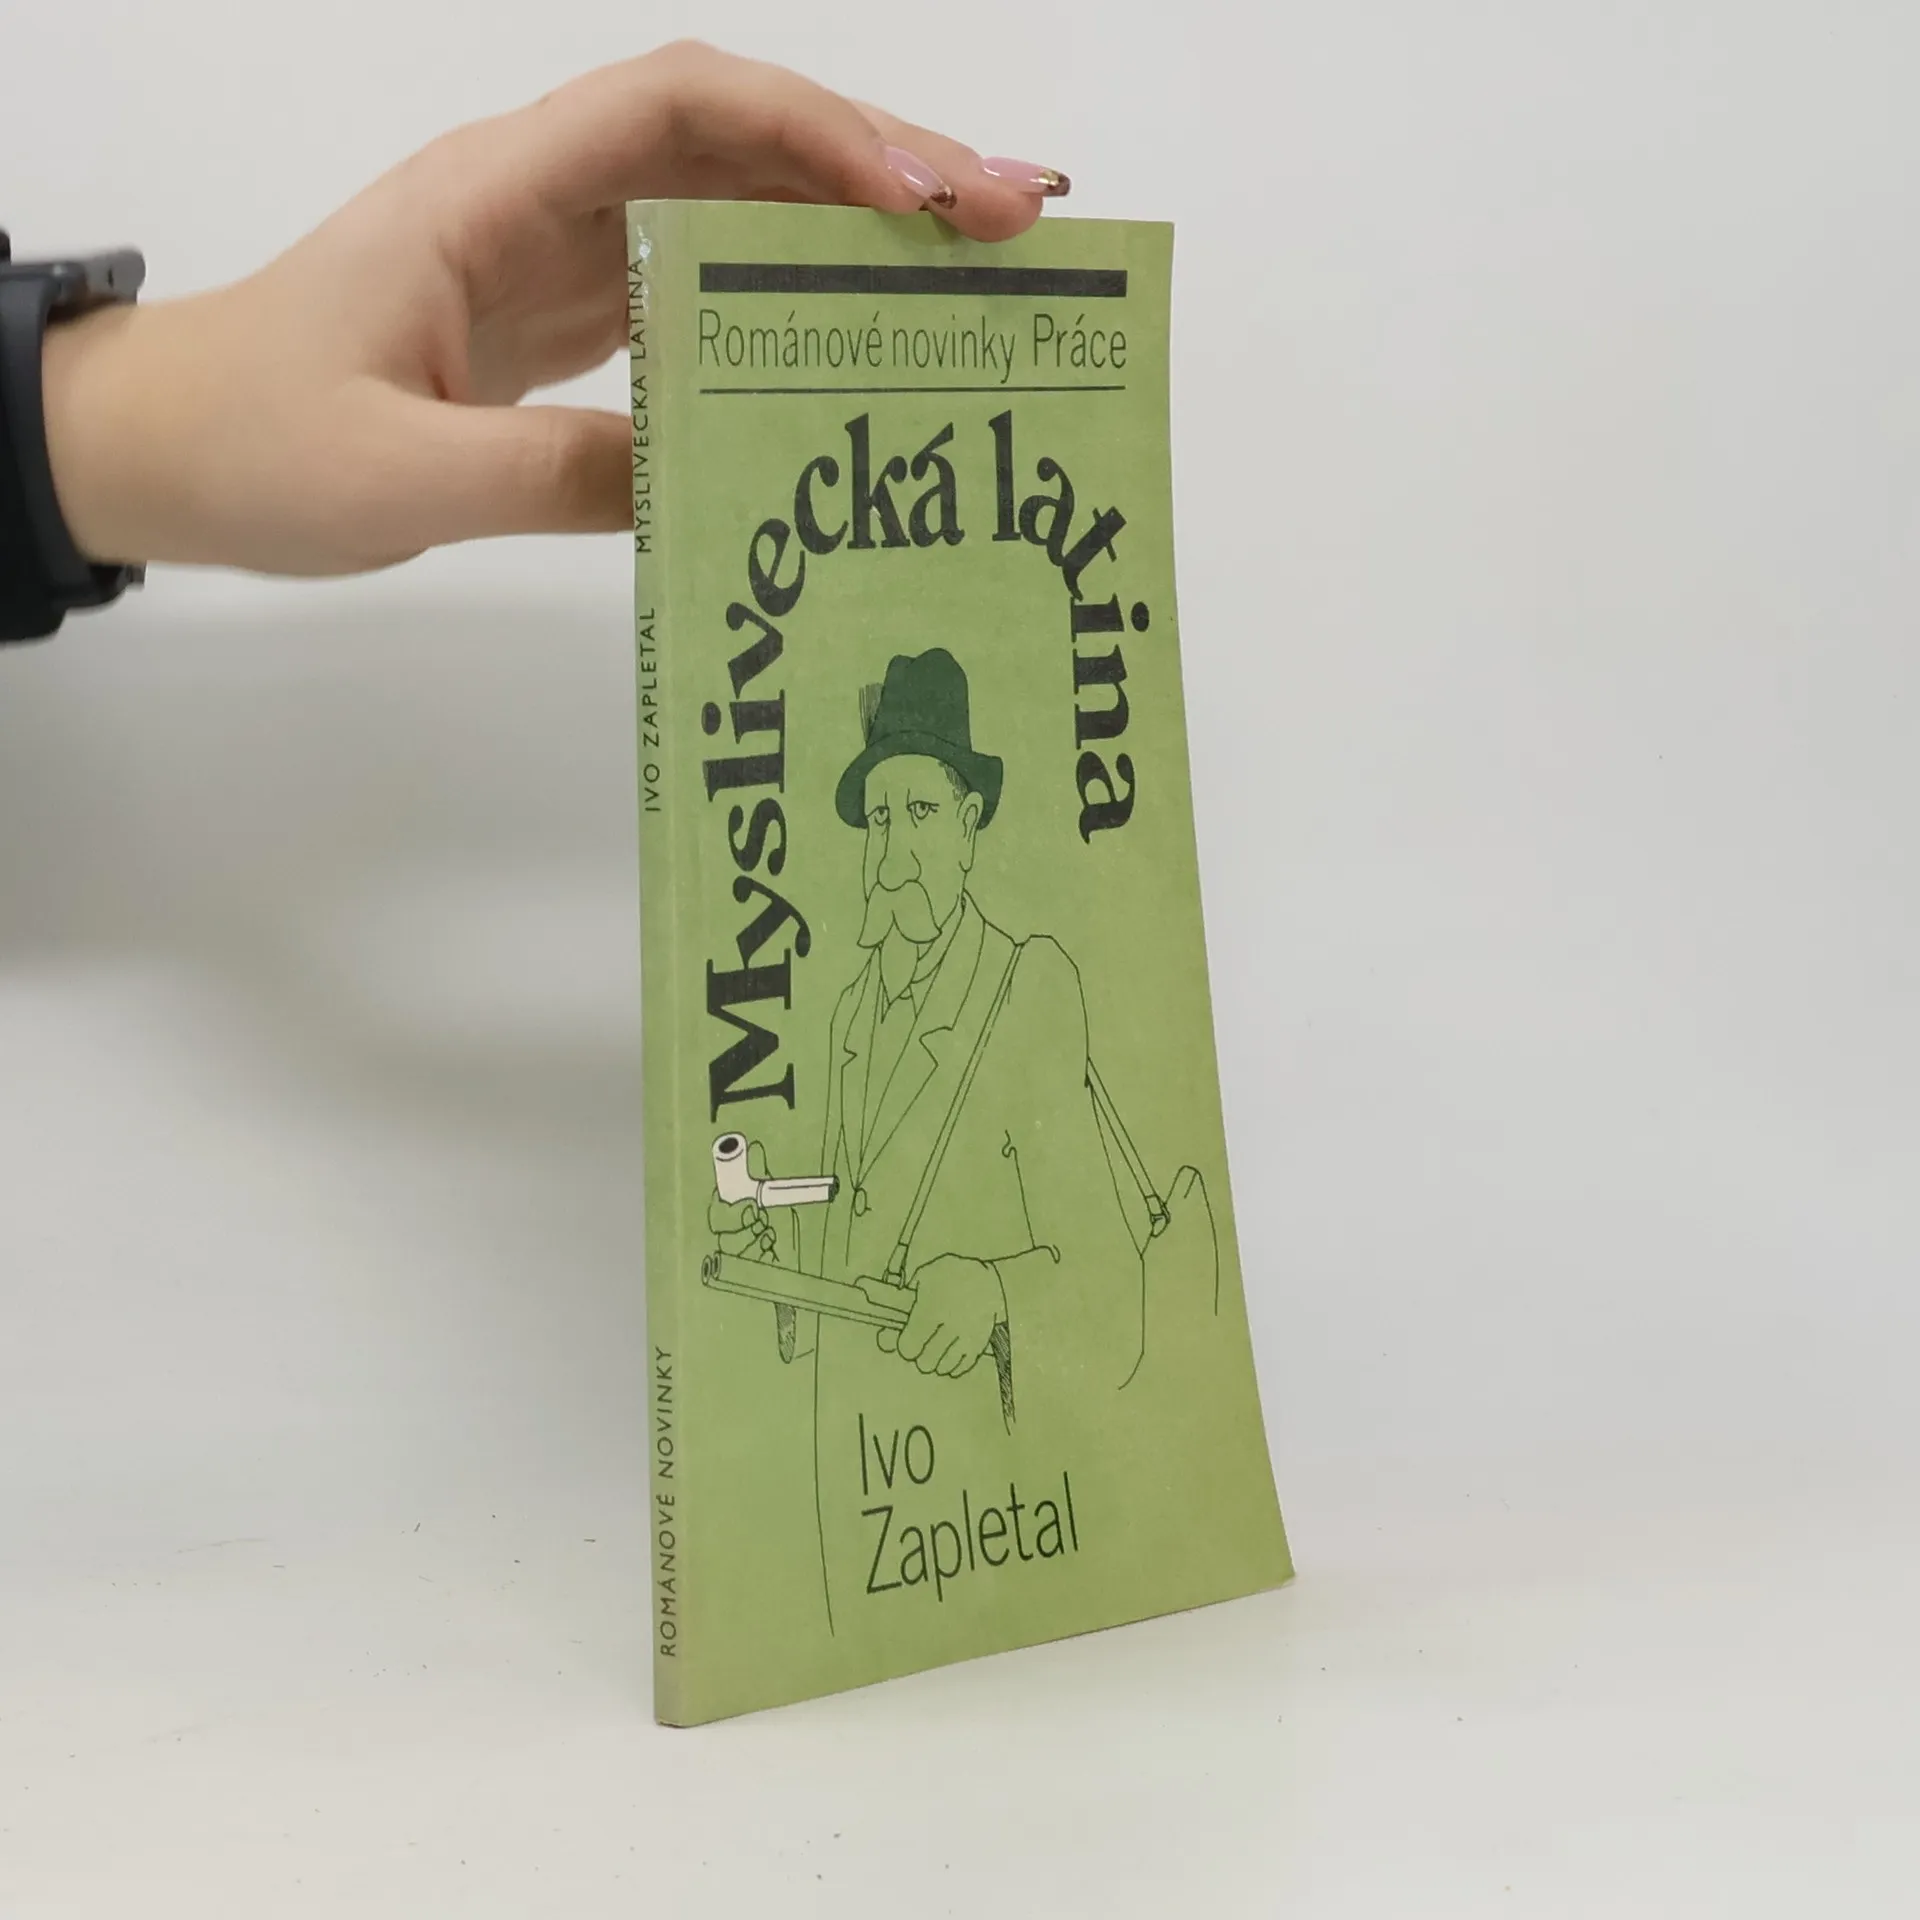 Románové novinky Práce
Myslivecká latina
Ivo
Zapletal
ROMÁNOVÉ NOVINKY IVO ZAPLETAL MYSLIVECKÁ LATINA